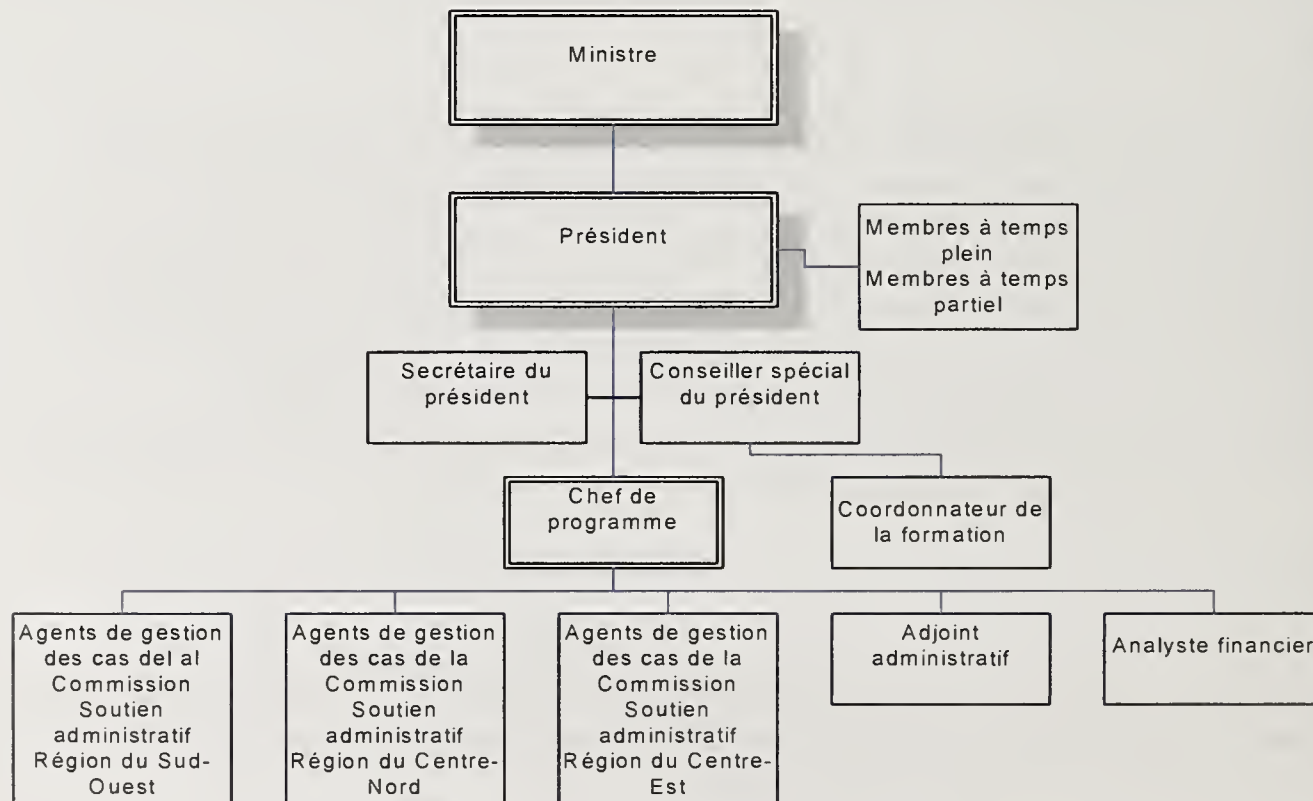 Ministre
Président
Membres à temps
plein
Membres à temps
partiel
Secrétaire du
président
Conseiller spécial
du président
Chef de
programme
Coordonnateur de
la formation
Agents de gestion
des cas del al
Commission
Soutien
administratif
Région du Sud-
Ouest
Agents de gestion
des cas de la
Commission
Soutien
administratif
Région du Centre-
Nord
Agents de gestion
des cas de la
Commission
Soutien
administratif
Région du Centre-
Est
Adjoint
administratif
Analyste financier